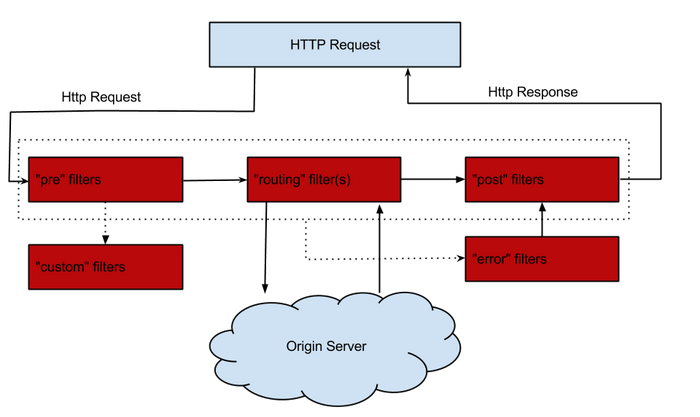 HTTP Request
Http Request
Http Response
"pre" filters
"routing" filter(s)
"post" filters
"custom" filters
"error" filters
Origin Server